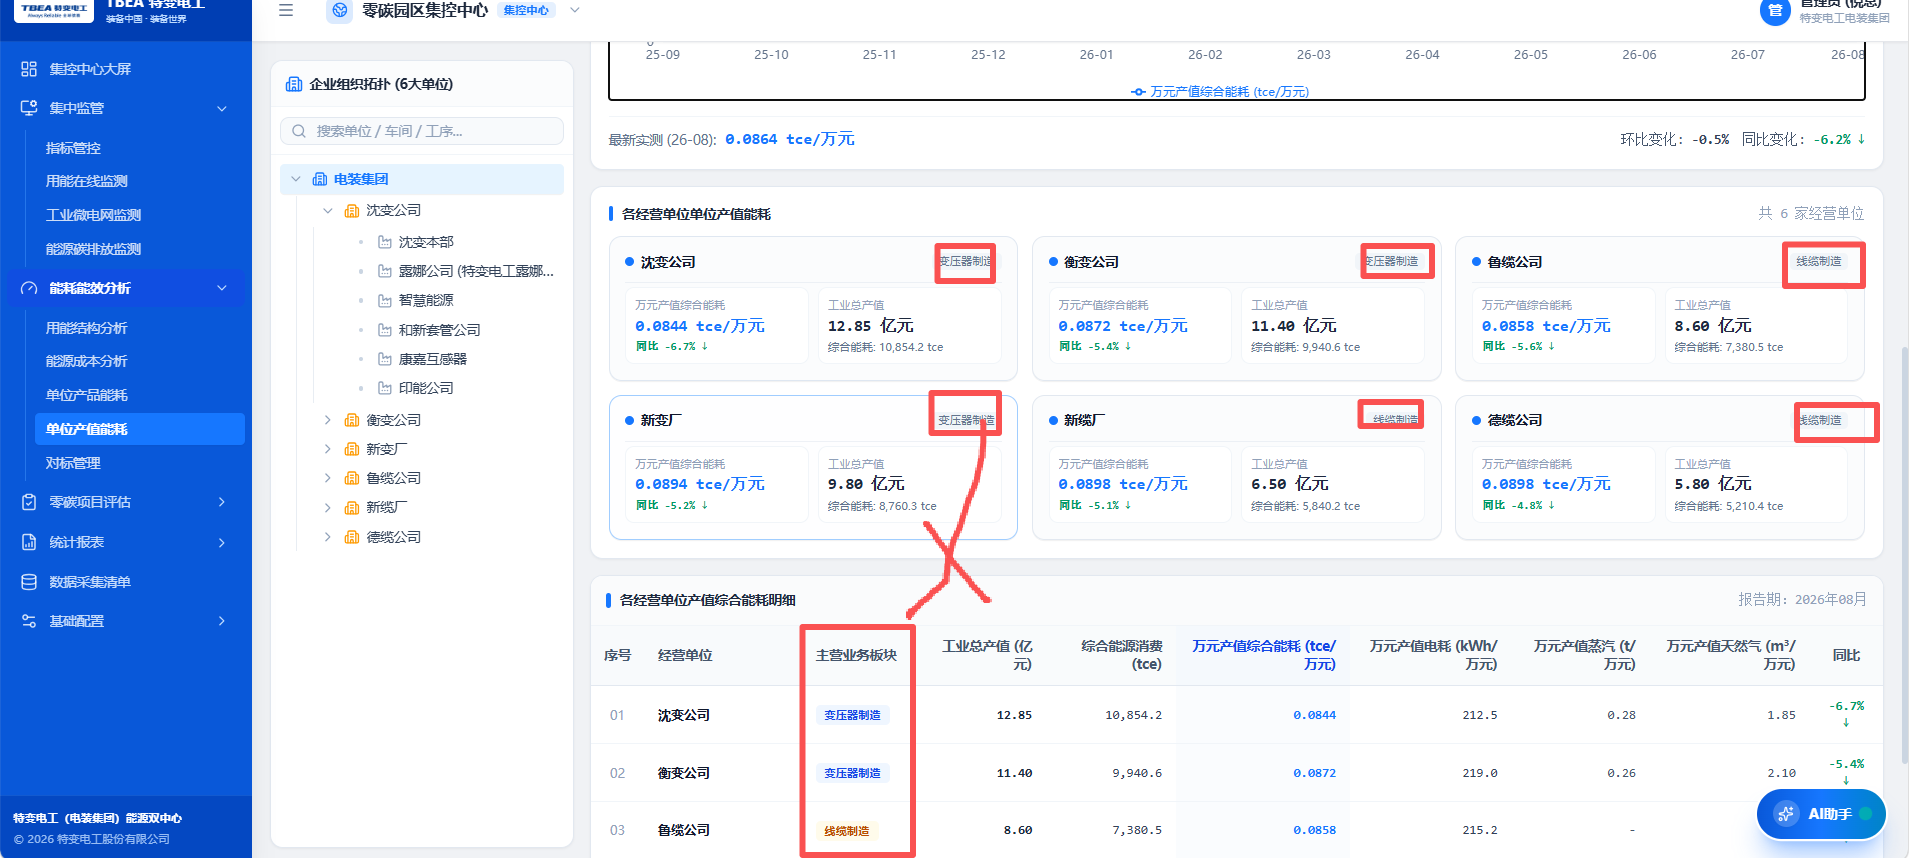 TBEA 特变电工
Always Reliable 永远可靠
TBEA 特变电工
装备中国 · 装备世界
零碳园区集控中心
集控中心
管
管理员 (悦息)
特变电工电装集团
集控中心大屏
集中监管
指标管控
用能在线监测
工业微电网监测
能源碳排放监测
能耗能效分析
用能结构分析
能源成本分析
单位产品能耗
单位产值能耗
对标管理
零碳项目评估
统计报表
数据采集清单
基础配置
特变电工（电装集团）能源双中心
© 2026 特变电工股份有限公司
企业组织拓扑 (6大单位)
搜索单位 / 车间 / 工序...
电装集团
沈变公司
沈变本部
露娜公司 (特变电工露娜...
智慧能源
和新套管公司
康嘉互感器
印能公司
衡变公司
新变厂
鲁缆公司
新缆厂
德缆公司
0
25-09 25-10 25-11 25-12 26-01 26-02 26-03 26-04 26-05 26-06 26-07 26-08
万元产值综合能耗 (tce/万元)
最新实测 (26-08): 0.0864 tce/万元
环比变化: -0.5% 同比变化: -6.2% ↓
各经营单位单位产值能耗
共 6 家经营单位
沈变公司 变压器制造
万元产值综合能耗 工业总产值
0.0844 tce/万元 12.85 亿元
同比 -6.7% ↓ 综合能耗: 10,854.2 tce
衡变公司 变压器制造
万元产值综合能耗 工业总产值
0.0872 tce/万元 11.40 亿元
同比 -5.4% ↓ 综合能耗: 9,940.6 tce
鲁缆公司 线缆制造
万元产值综合能耗 工业总产值
0.0858 tce/万元 8.60 亿元
同比 -5.6% ↓ 综合能耗: 7,380.5 tce
新变厂 变压器制造
万元产值综合能耗 工业总产值
0.0894 tce/万元 9.80 亿元
同比 -5.2% ↓ 综合能耗: 8,760.3 tce
新缆厂 线缆制造
万元产值综合能耗 工业总产值
0.0898 tce/万元 6.50 亿元
同比 -5.1% ↓ 综合能耗: 5,840.2 tce
德缆公司 线缆制造
万元产值综合能耗 工业总产值
0.0898 tce/万元 5.80 亿元
同比 -4.8% ↓ 综合能耗: 5,210.4 tce
各经营单位产值综合能耗明细
报告期: 2026年08月
序号 经营单位 主营业务板块 工业总产值 (亿元) 综合能源消费 (tce) 万元产值综合能耗 (tce/万元) 万元产值电耗 (kWh/万元) 万元产值蒸汽 (t/万元) 万元产值天然气 (m³/万元) 同比
01 沈变公司 变压器制造 12.85 10,854.2 0.0844 212.5 0.28 1.85 -6.7% ↓
02 衡变公司 变压器制造 11.40 9,940.6 0.0872 219.0 0.26 2.10 -5.4% ↓
03 鲁缆公司 线缆制造 8.60 7,380.5 0.0858 215.2 -
AI助手